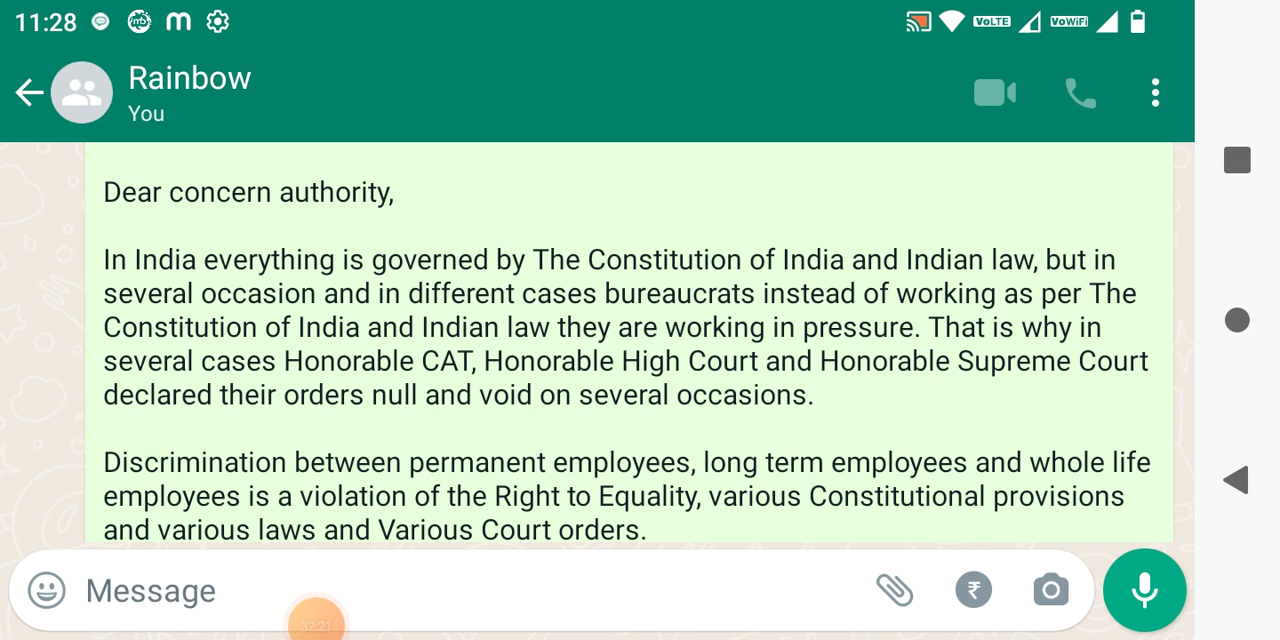 11:28
VoLTE
VoWiFi
Rainbow
You
Dear concern authority,
In India everything is governed by The Constitution of India and Indian law, but in
several occasion and in different cases bureaucrats instead of working as per The
Constitution of India and Indian law they are working in pressure. That is why in
several cases Honorable CAT, Honorable High Court and Honorable Supreme Court
declared their orders null and void on several occasions.
Discrimination between permanent employees, long term employees and whole life
employees is a violation of the Right to Equality, various Constitutional provisions
and various laws and Various Court orders.
Message
₹
32:21